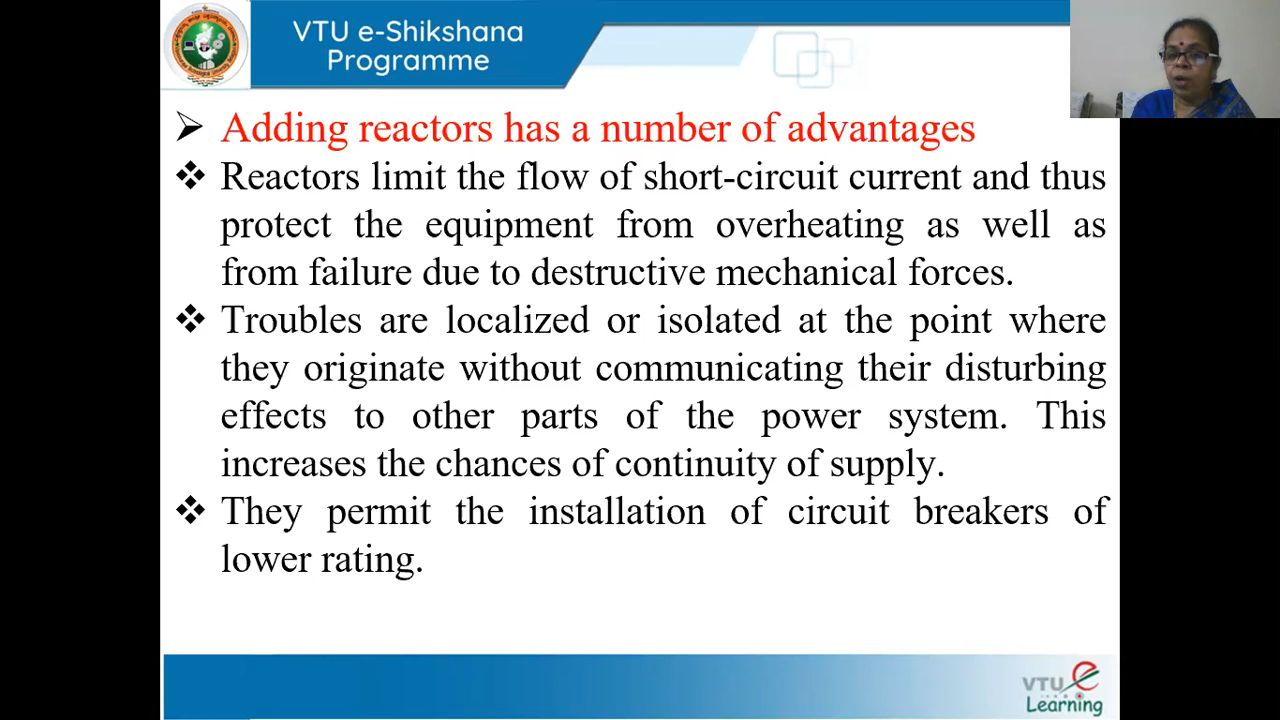 VTU e-Shikshana
Programme
➢ Adding reactors has a number of advantages
❖ Reactors limit the flow of short-circuit current and thus
protect the equipment from overheating as well as
from failure due to destructive mechanical forces.
❖ Troubles are localized or isolated at the point where
they originate without communicating their disturbing
effects to other parts of the power system. This
increases the chances of continuity of supply.
❖ They permit the installation of circuit breakers of
lower rating.
VTU e
Learning